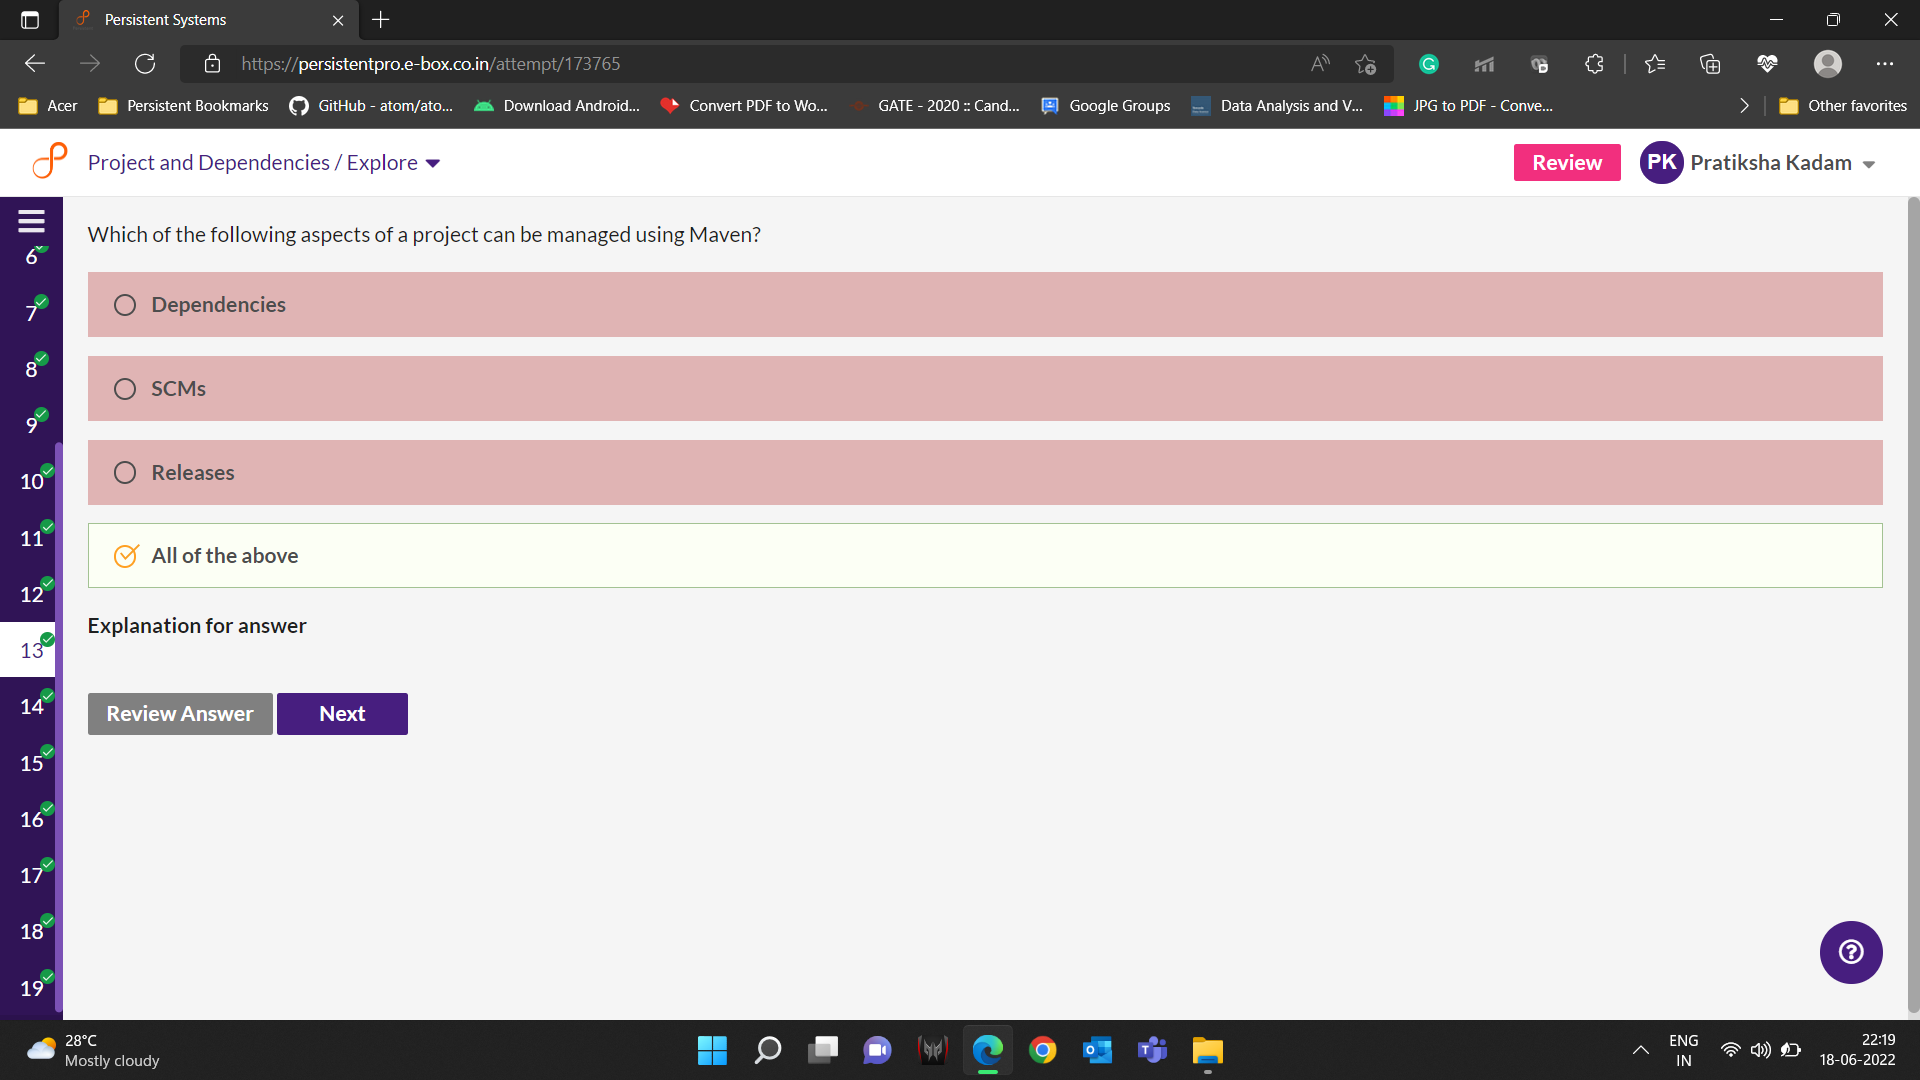 Persistent Systems
https://persistentpro.e-box.co.in/attempt/173765
Acer
Persistent Bookmarks
GitHub - atom/ato...
Download Android...
Convert PDF to Wo...
GATE - 2020 :: Cand...
Google Groups
Data Analysis and V...
JPG to PDF - Conve...
Other favorites
Project and Dependencies / Explore
Review
PK
Pratiksha Kadam
6
7
8
9
10
11
12
13
14
15
16
17
18
19
Which of the following aspects of a project can be managed using Maven?
Dependencies
SCMs
Releases
All of the above
Explanation for answer
Review Answer
Next
28°C
Mostly cloudy
ENG
IN
22:19
18-06-2022